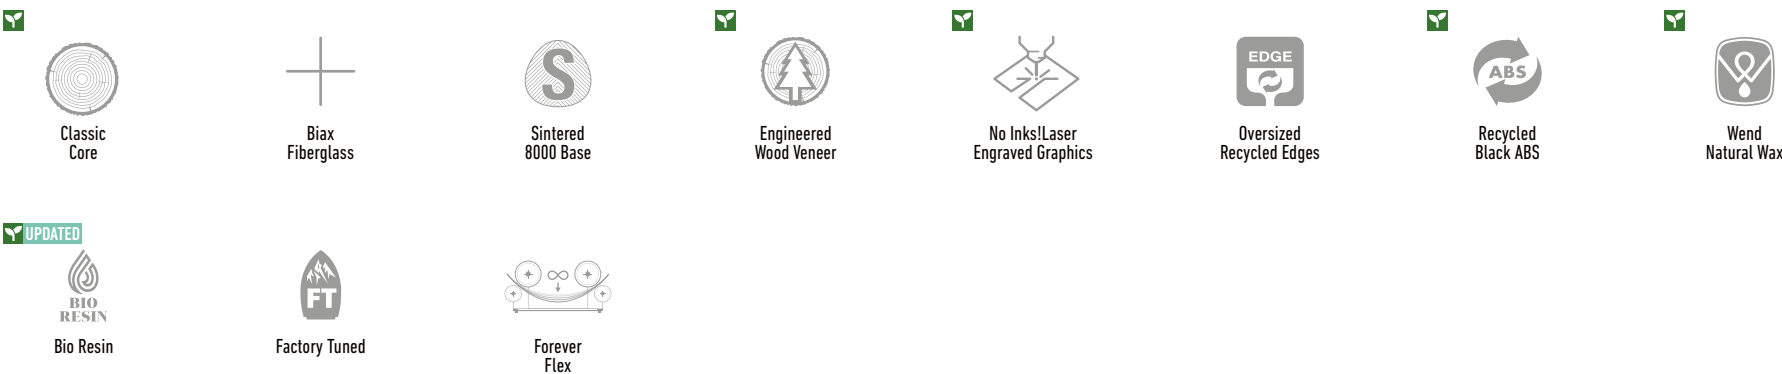 Classic
Core
Biax
Fiberglass
S
Sintered
8000 Base
Engineered
Wood Veneer
No Inks!Laser
Engraved Graphics
EDGE
Oversized
Recycled Edges
ABS
Recycled
Black ABS
Wend
Natural Wax
UPDATED
BIO
RESIN
Bio Resin
FT
Factory Tuned
Forever
Flex